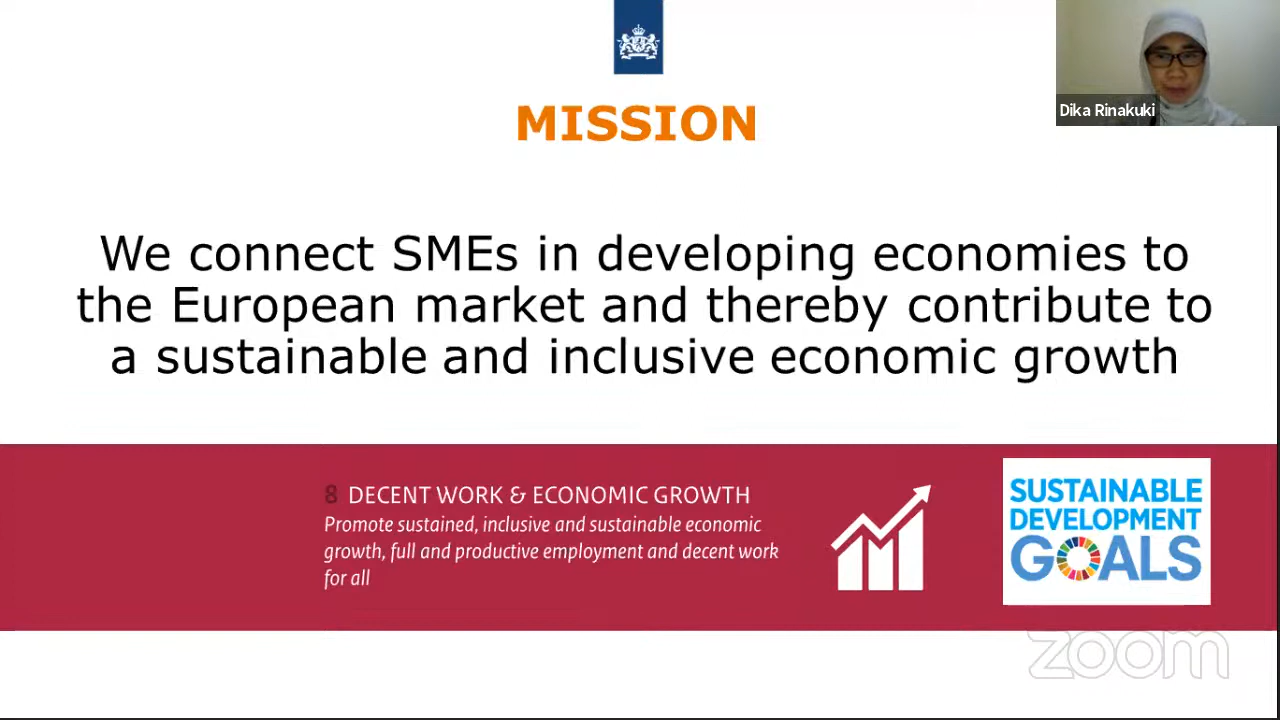 MISSION
Dika Rinakuki
We connect SMEs in developing economies to
the European market and thereby contribute to
a sustainable and inclusive economic growth
8 DECENT WORK & ECONOMIC GROWTH
Promote sustained, inclusive and sustainable economic
growth, full and productive employment and decent work
for all
SUSTAINABLE
DEVELOPMENT
GOALS
zoom